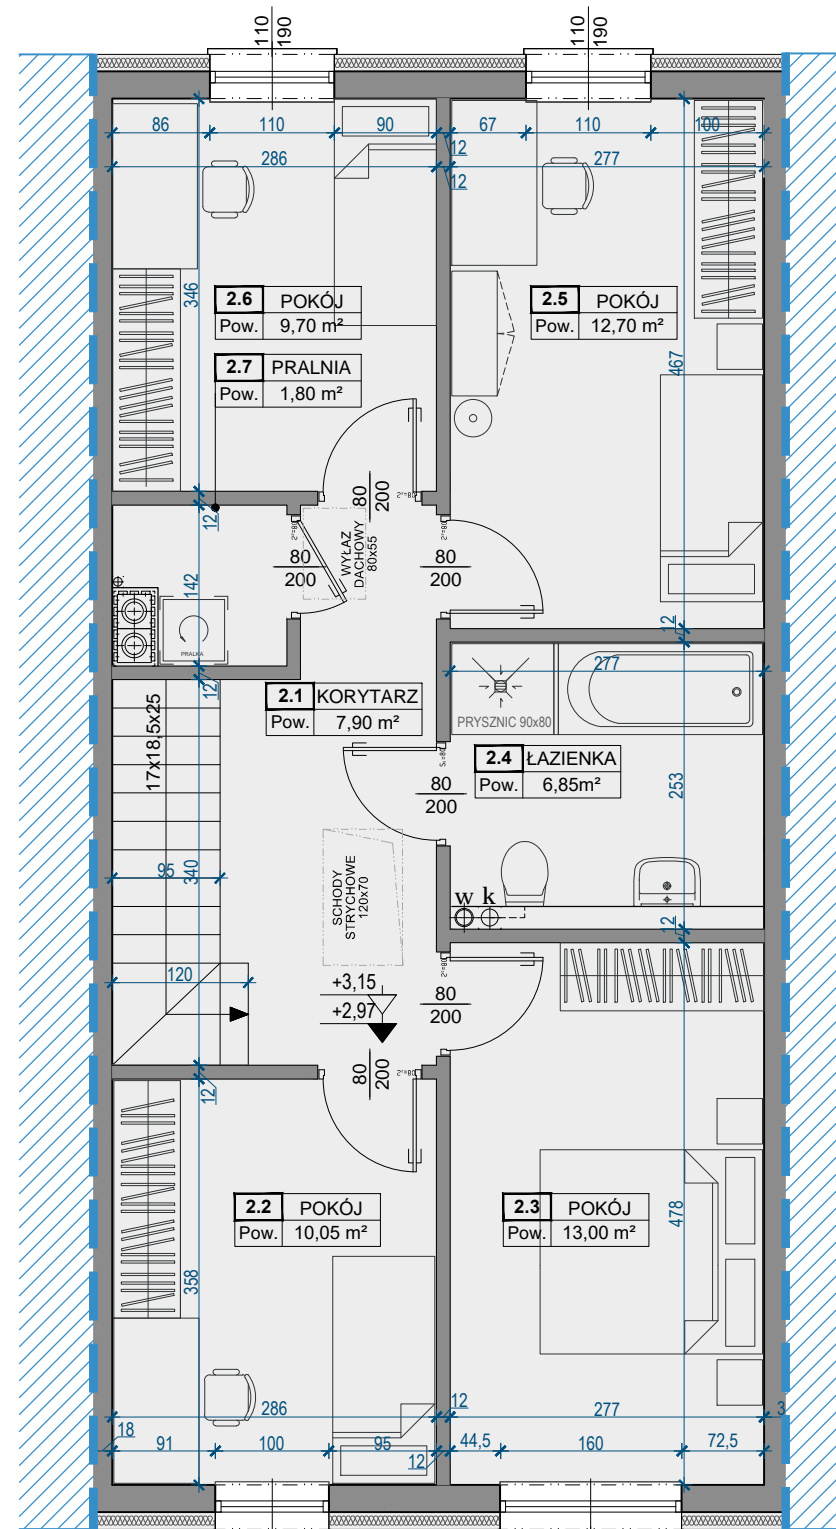 110
190
110
190
86
110
90
12
67
110
100
286
12
277
346
2.6 POKÓJ
Pow. 9,70 m²
2.5 POKÓJ
Pow. 12,70 m²
2.7 PRALNIA
Pow. 1,80 m²
467
80
200
12
80
200
WYŁAZ
DACHOWY
80x55
80
200
142
PRALKA
12
12
277
2.1 KORYTARZ
Pow. 7,90 m²
17x18,5x25
PRYSZNIC 90x80
2.4 ŁAZIENKA
Pow. 6,85m²
253
80
200
95
340
SCHODY
STRYCHOWE
120x70
w k
12
120
+3,15
+2,97
80
200
80
200
12
2.2 POKÓJ
Pow. 10,05 m²
2.3 POKÓJ
Pow. 13,00 m²
478
358
286
12
277
3
18
91
100
95
12
44,5
160
72,5